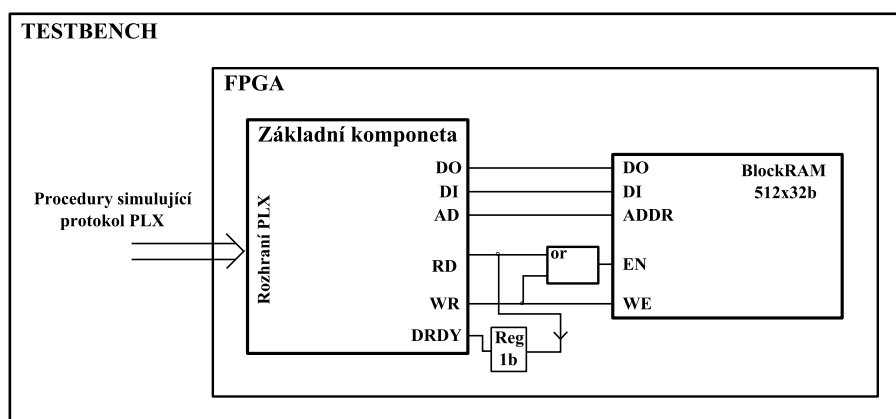 TESTBENCH
FPGA
Procedury simulující
protokol PLX
Základní komponeta
Rozhraní PLX
DO
DI
AD
RD
WR
DRDY
or
Reg
1b
DO
DI
ADDR
EN
WE
BlockRAM
512x32b